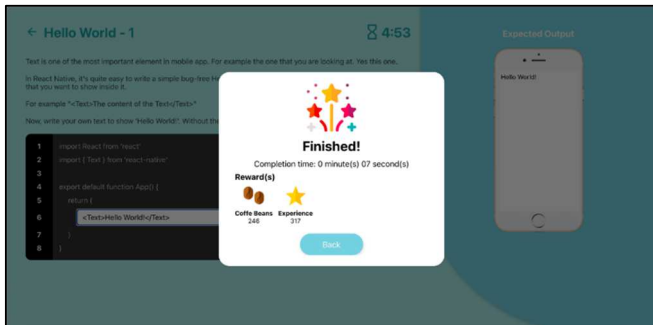 ← Hello World - 1
4:53
Expected Output
Text is one of the most important element in mobile app. For example the one that you are looking at. Yes this one.
In React Native, it's quite easy to write a simple bug-free
that you want to show inside it.
For example "<Text>The content of the Text</Text>"
Now, write your own text to show 'Hello World!'. Without the
Hello World!
1 import React from 'react'
2 import { Text } from 'react-native'
3
4 export default function App() {
5 return (
6 <Text>Hello World!</Text>
7 )
8 }
Finished!
Completion time: 0 minute(s) 07 second(s)
Reward(s)
Coffe Beans Experience
246 317
Back